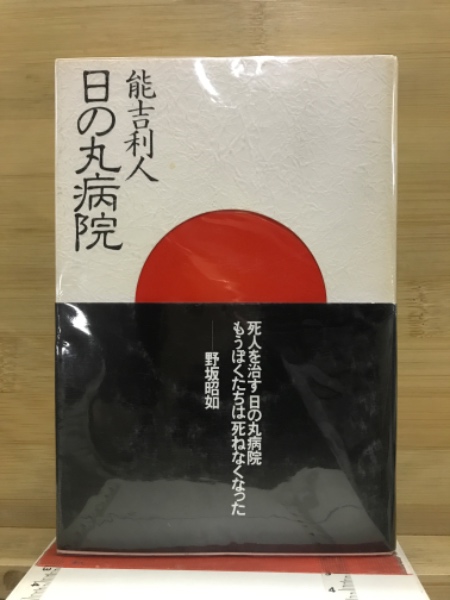 能吉利人
日の丸病院
死人を治す日の丸病院
もうぼくたちは死ねなくなった
——野坂昭如